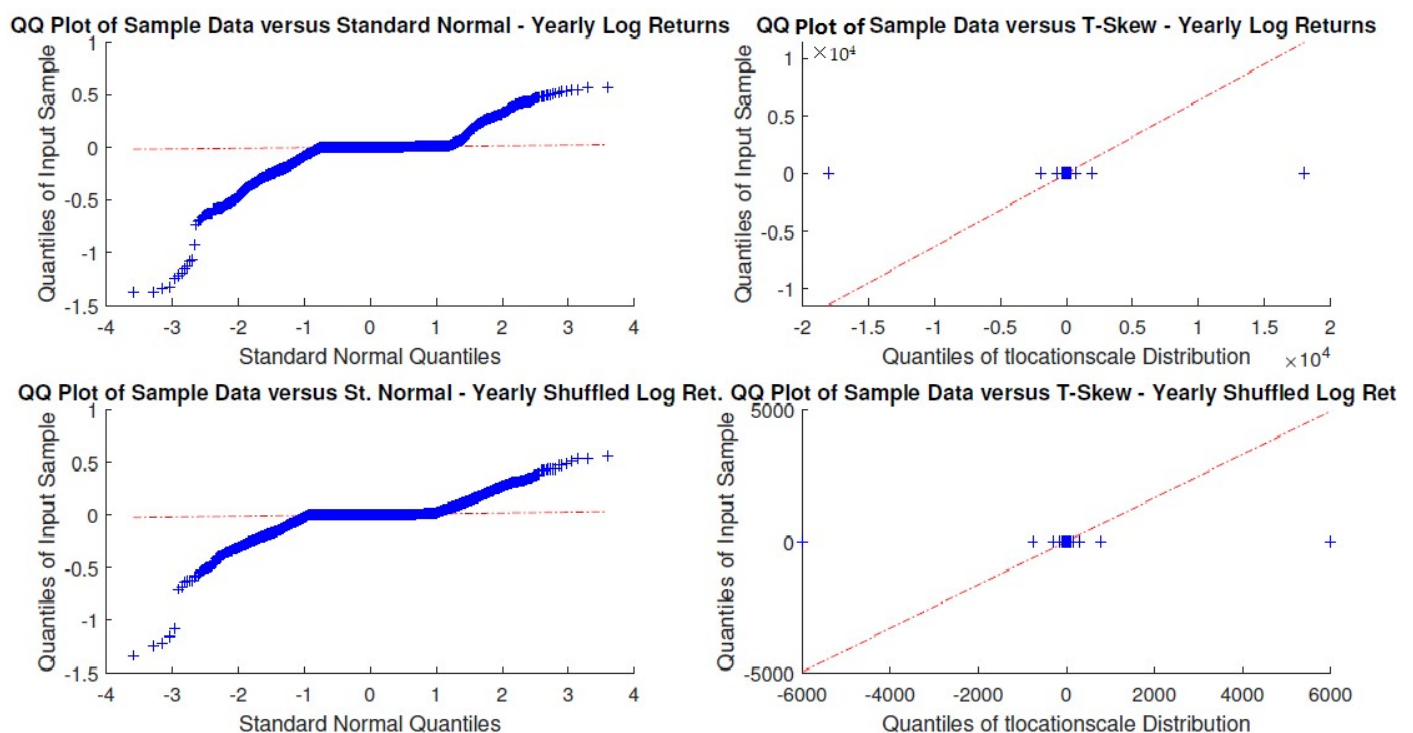 QQ Plot of Sample Data versus Standard Normal - Yearly Log Returns
1
0.5
0
-0.5
-1
-1.5
Quantiles of Input Sample
-4 -3 -2 -1 0 1 2 3 4
Standard Normal Quantiles
QQ Plot of Sample Data versus T-Skew - Yearly Log Returns
×10⁴
1
0.5
0
-0.5
-1
Quantiles of Input Sample
-2 -1.5 -1 -0.5 0 0.5 1 1.5 2
Quantiles of tlocationscale Distribution ×10⁴
QQ Plot of Sample Data versus St. Normal - Yearly Shuffled Log Ret.
1
0.5
0
-0.5
-1
-1.5
Quantiles of Input Sample
-4 -3 -2 -1 0 1 2 3 4
Standard Normal Quantiles
QQ Plot of Sample Data versus T-Skew - Yearly Shuffled Log Ret
5000
0
-5000
Quantiles of Input Sample
-6000 -4000 -2000 0 2000 4000 6000
Quantiles of tlocationscale Distribution